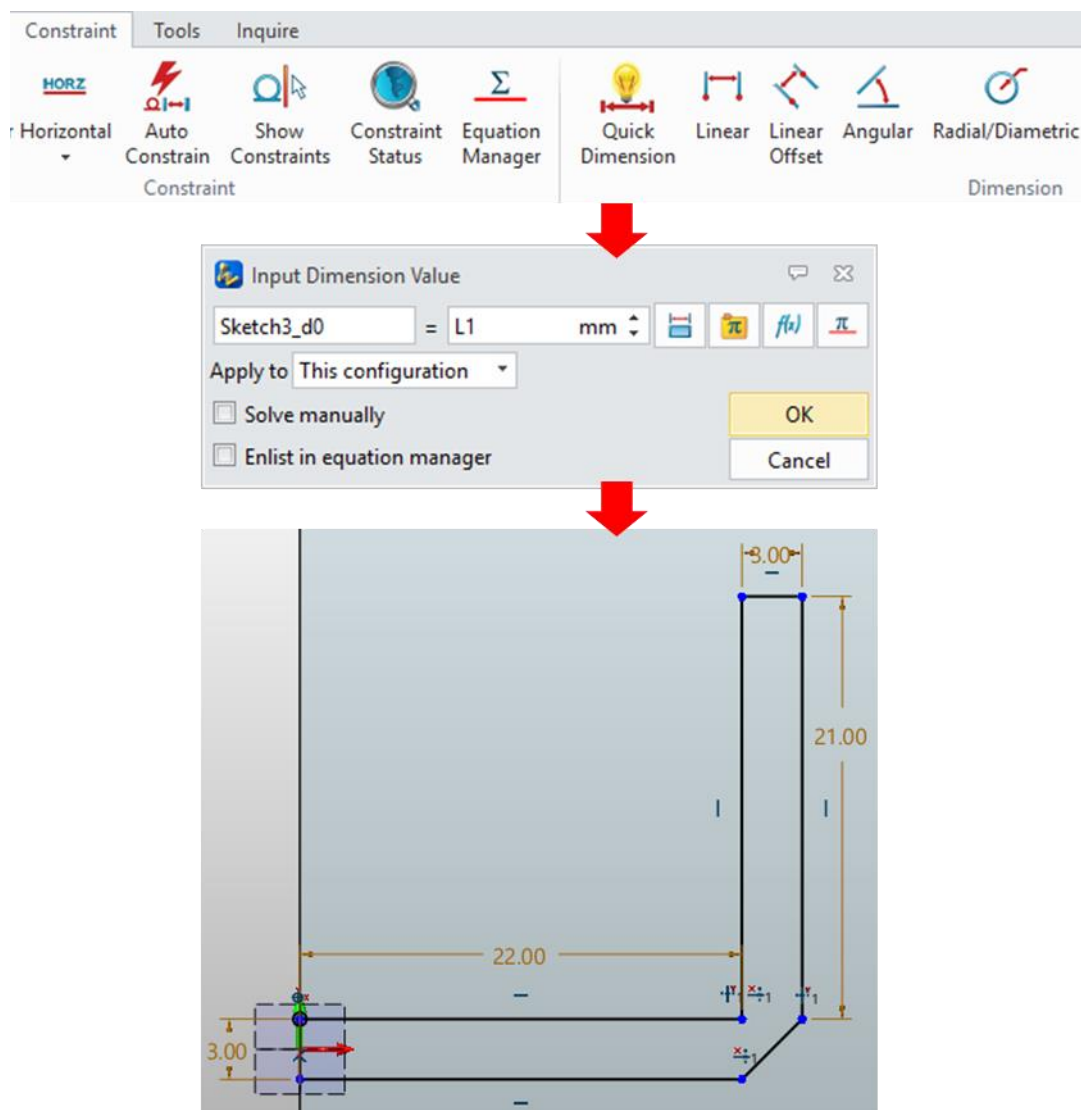 Constraint Tools Inquire
HORZ Σ
r Horizontal Auto Constrain Show Constraints Constraint Status Equation Manager Quick Dimension Linear Linear Offset Angular Radial/Diametric
Constraint Dimension
Input Dimension Value
Sketch3_d0 = L1 mm π f(x) π
Apply to This configuration
Solve manually OK
Enlist in equation manager Cancel
3.00
21.00
22.00
3.00